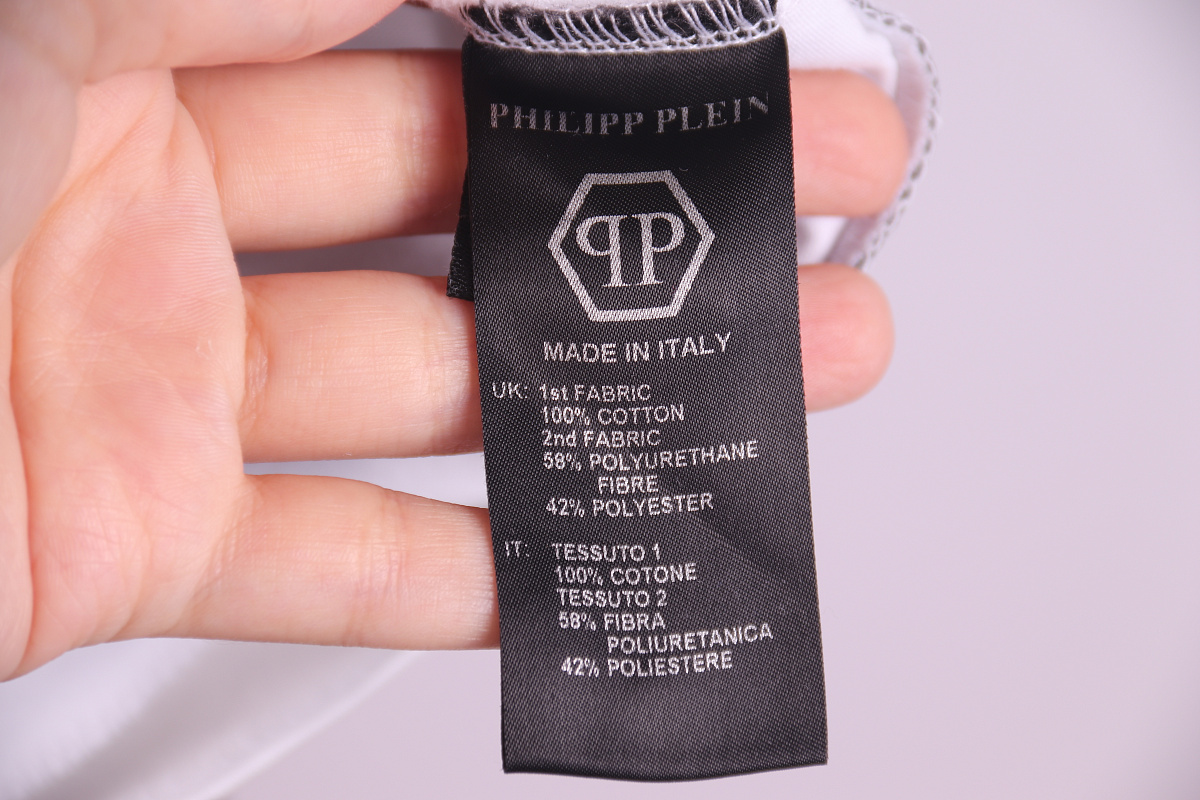 PHILIPP PLEIN
PP
MADE IN ITALY
UK: 1st FABRIC
100% COTTON
2nd FABRIC
58% POLYURETHANE
FIBRE
42% POLYESTER
IT: TESSUTO 1
100% COTONE
TESSUTO 2
58% FIBRA
POLIURETANICA
42% POLIESTERE